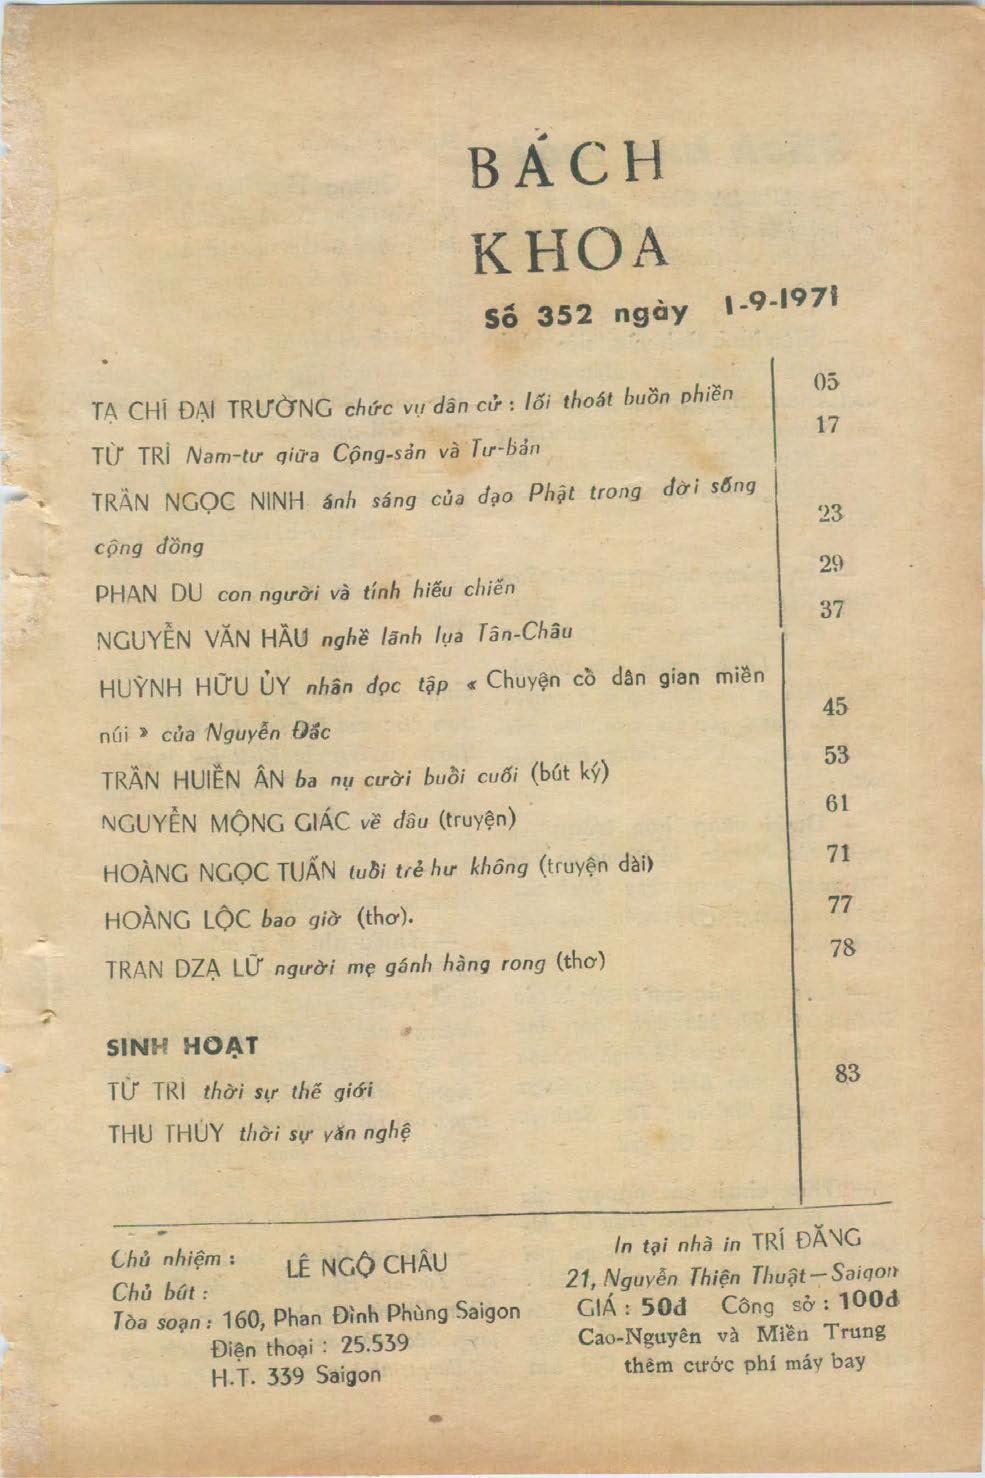 BÁCH
KHOA
Số 352 ngày 1-9-1971
TẠ CHÍ ĐẠI TRƯỜNG chức vụ dân cử : lối thoát buồn phiền 05
TỪ TRÌ Nam-tư giữa Cộng-sản và Tư-bản 17
TRẦN NGỌC NINH ánh sáng của đạo Phật trong đời sống
cộng đồng 23
PHAN DU con người và tính hiếu chiến 29
NGUYỄN VĂN HẦU nghề lãnh lụa Tân-Châu 37
HUỲNH HỮU ỦY nhân đọc tập « Chuyện cồ dân gian miền
núi » của Nguyễn Đắc 45
TRẦN HUIỀN ÂN ba nụ cười buồi cuối (bút ký) 53
NGUYỄN MỘNG GIÁC về đâu (truyện) 61
HOÀNG NGỌC TUẤN tuồi trẻ hư không (truyện dài) 71
HOÀNG LỘC bao giờ (thơ). 77
TRAN DZẠ LỮ người mẹ gánh hàng rong (thơ) 78
SINH HOẠT
TỪ TRÌ thời sự thế giới 83
THU THỦY thời sự văn nghệ
Chủ nhiệm : LÊ NGỘ CHÂU
Chủ bút :
Tòa soạn : 160, Phan Đình Phùng Saigon
Điện thoại : 25.539
H.T. 339 Saigon
In tại nhà in TRÍ ĐĂNG
21, Nguyễn Thiện Thuật — Saigon
GIÁ : 50đ Công sở : 100đ
Cao-Nguyên và Miền Trung
thêm cước phí máy bay